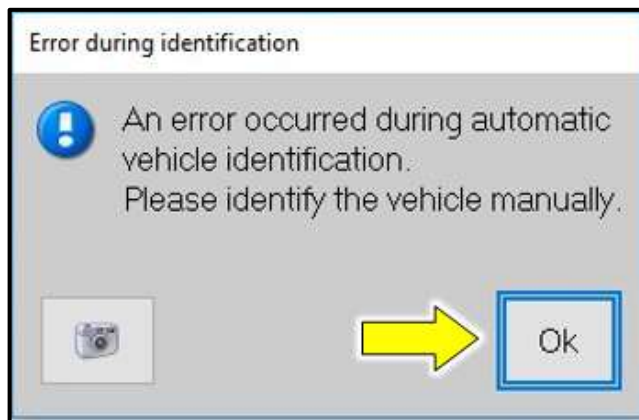 Error during identification
An error occurred during automatic
vehicle identification.
Please identify the vehicle manually.
Ok